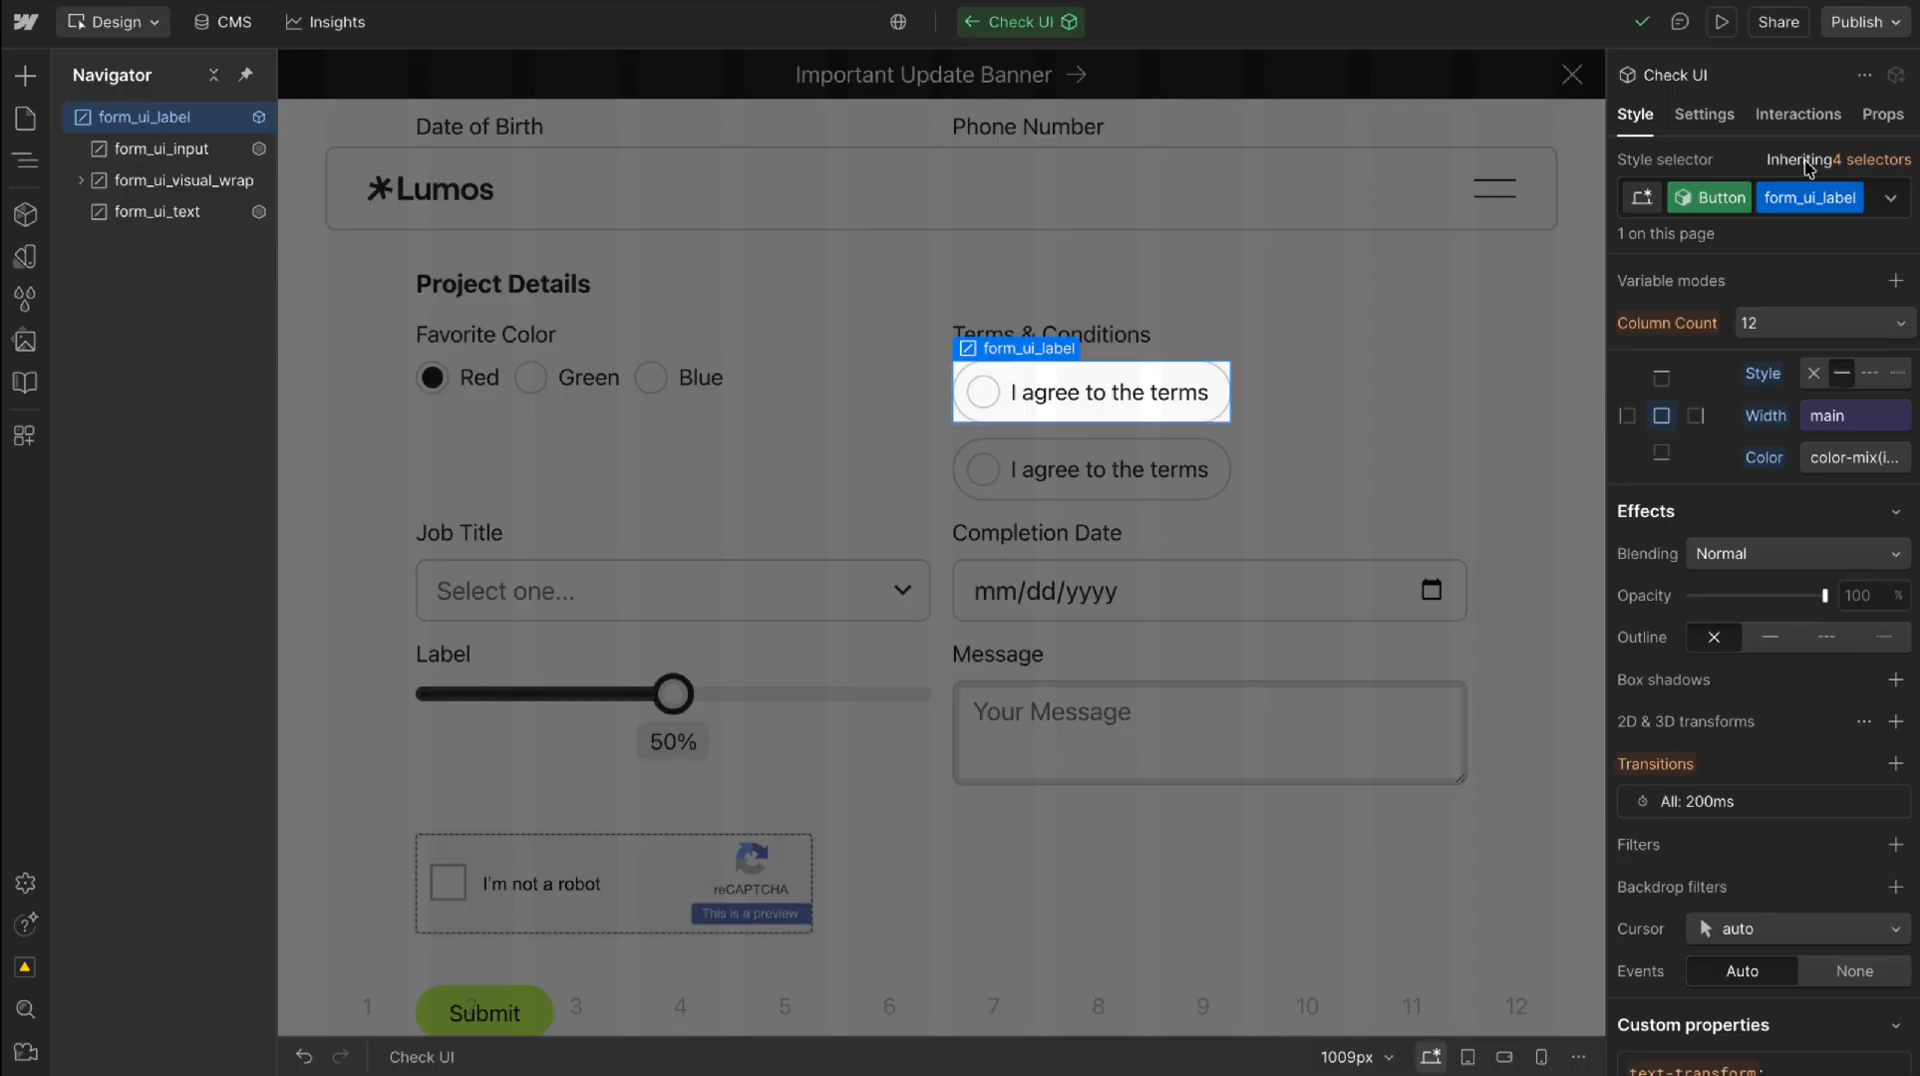 Design
CMS
Insights
Check UI
Share
Publish
Navigator
form_ui_label
form_ui_input
form_ui_visual_wrap
form_ui_text
Important Update Banner
Date of Birth
Phone Number
Lumos
Project Details
Favorite Color
Red
Green
Blue
Terms & Conditions
form_ui_label
I agree to the terms
I agree to the terms
Job Title
Select one...
Completion Date
mm/dd/yyyy
Label
50%
Message
Your Message
I'm not a robot
reCAPTCHA
This is a preview
Submit
1 2 3 4 5 6 7 8 9 10 11 12
Check UI
1009px
Check UI
Style
Settings
Interactions
Props
Style selector
Inheriting 4 selectors
Button
form_ui_label
1 on this page
Variable modes
Column Count
12
Style
Width
main
Color
color-mix(i...
Effects
Blending
Normal
Opacity
100 %
Outline
Box shadows
2D & 3D transforms
Transitions
All: 200ms
Filters
Backdrop filters
Cursor
auto
Events
Auto
None
Custom properties
text-transform: